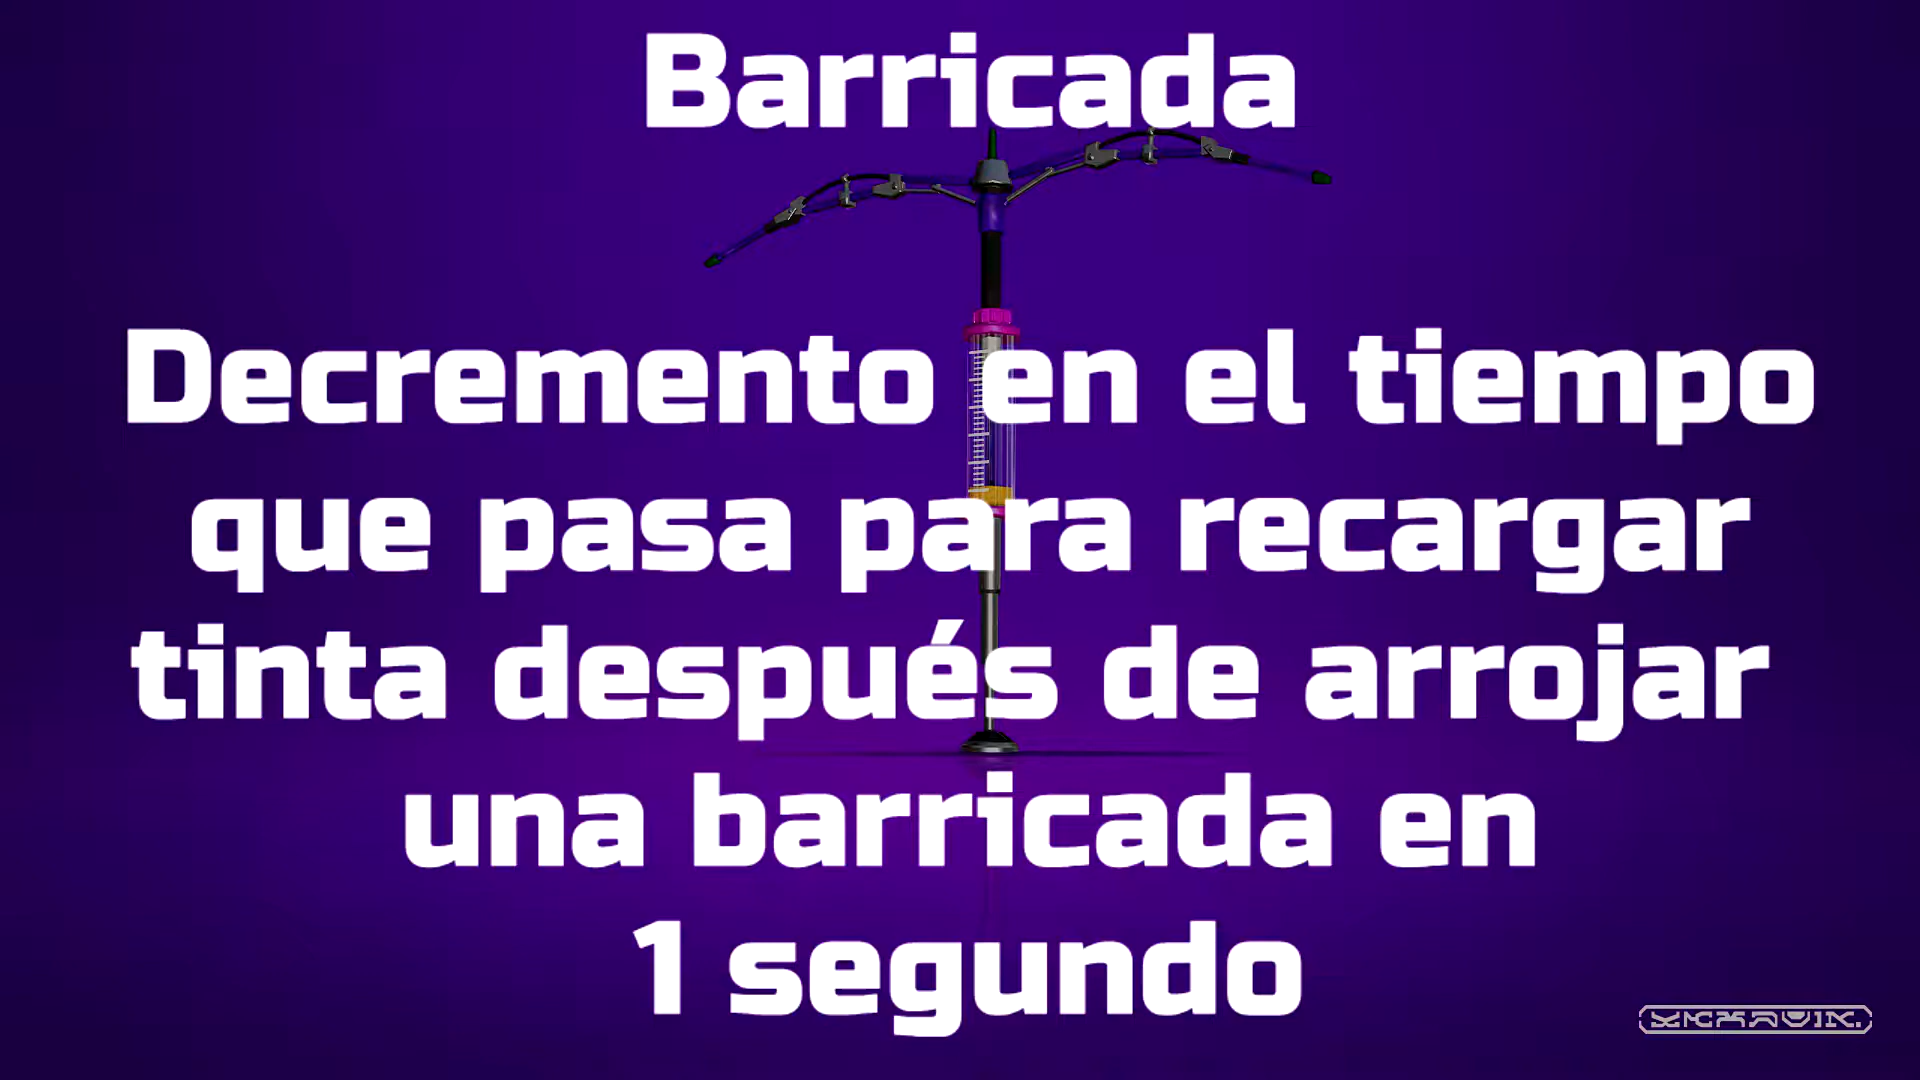 Barricada
Decremento en el tiempo
que pasa para recargar
tinta después de arrojar
una barricada en
1 segundo